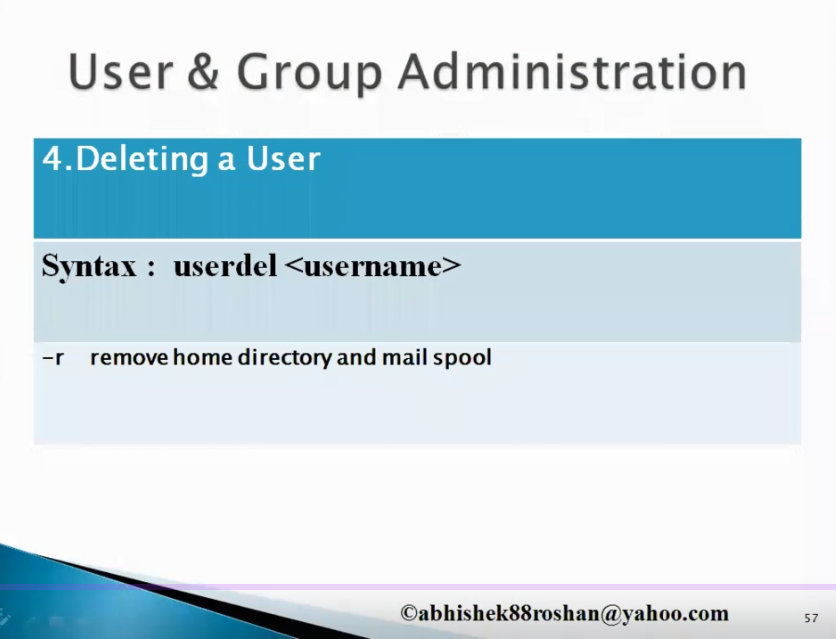 User & Group Administration
4.Deleting a User
Syntax :  userdel <username>
-r    remove home directory and mail spool
©abhishek88roshan@yahoo.com
57